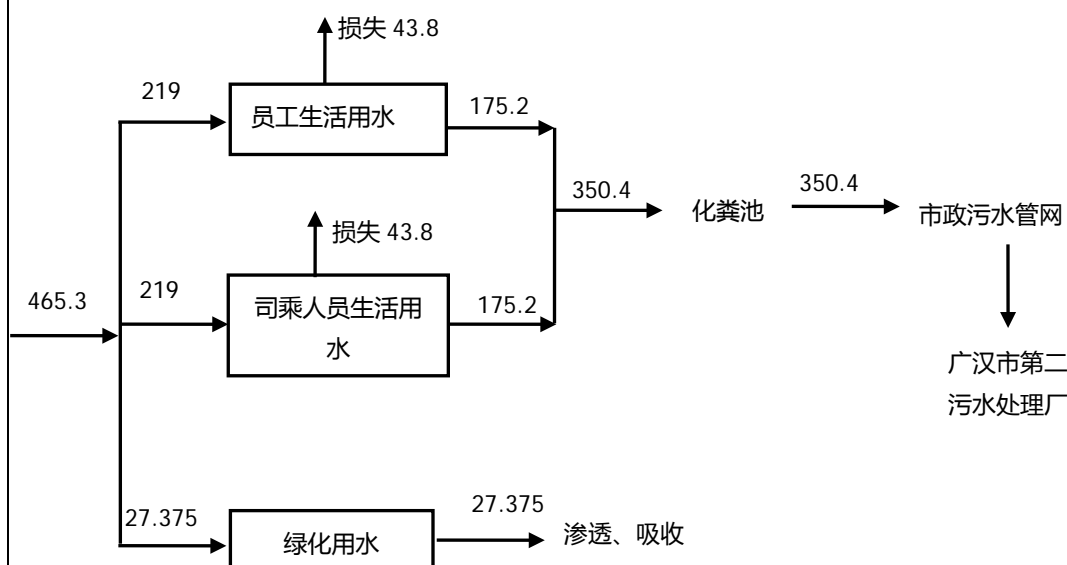 损失 43.8
219
员工生活用水
175.2
350.4
化粪池
350.4
市政污水管网
损失 43.8
465.3
219
司乘人员生活用
水
175.2
广汉市第二
污水处理厂
27.375
绿化用水
27.375
渗透、吸收